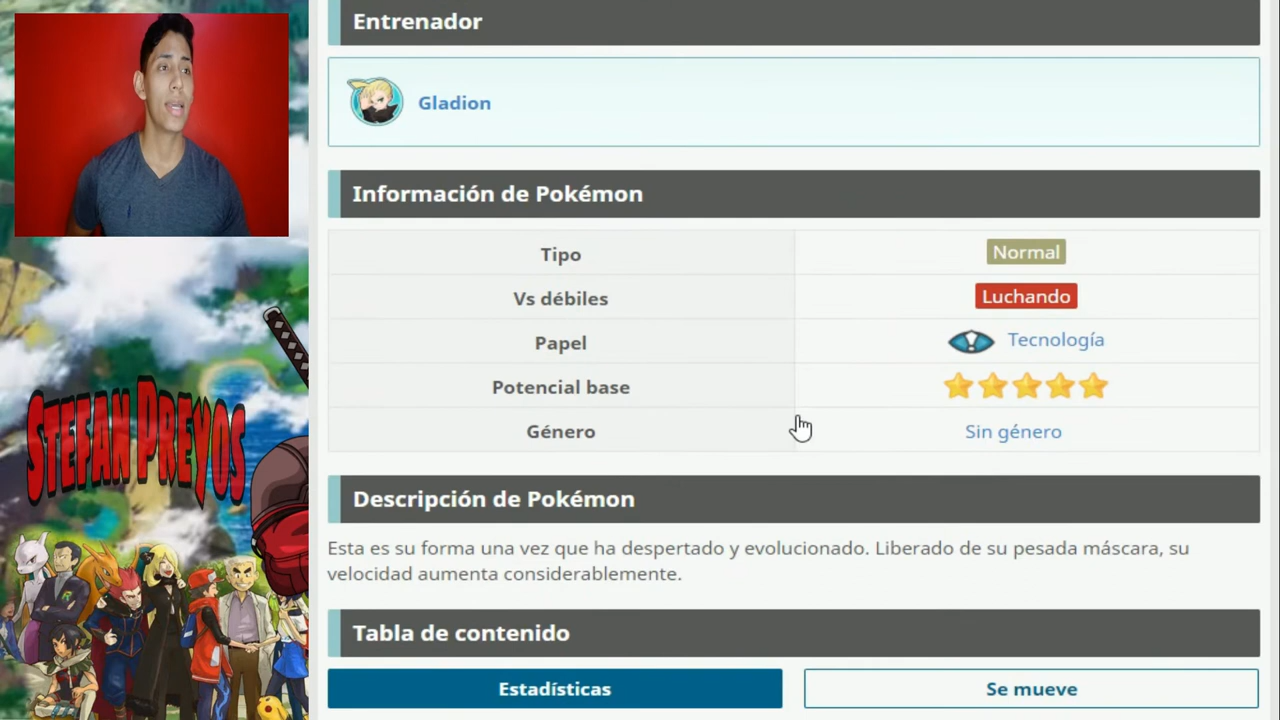 Entrenador
Gladion
Información de Pokémon
Tipo Normal
Vs débiles Luchando
Papel Tecnología
Potencial base
Género Sin género
Descripción de Pokémon
Esta es su forma una vez que ha despertado y evolucionado. Liberado de su pesada máscara, su
velocidad aumenta considerablemente.
Tabla de contenido
Estadísticas Se mueve
STEFAN PREYOS